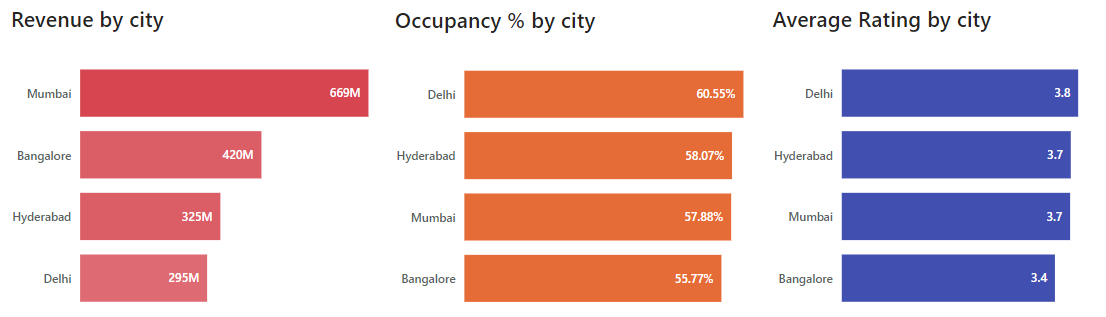 Revenue by city
Mumbai 669M
Bangalore 420M
Hyderabad 325M
Delhi 295M
Occupancy % by city
Delhi 60.55%
Hyderabad 58.07%
Mumbai 57.88%
Bangalore 55.77%
Average Rating by city
Delhi 3.8
Hyderabad 3.7
Mumbai 3.7
Bangalore 3.4